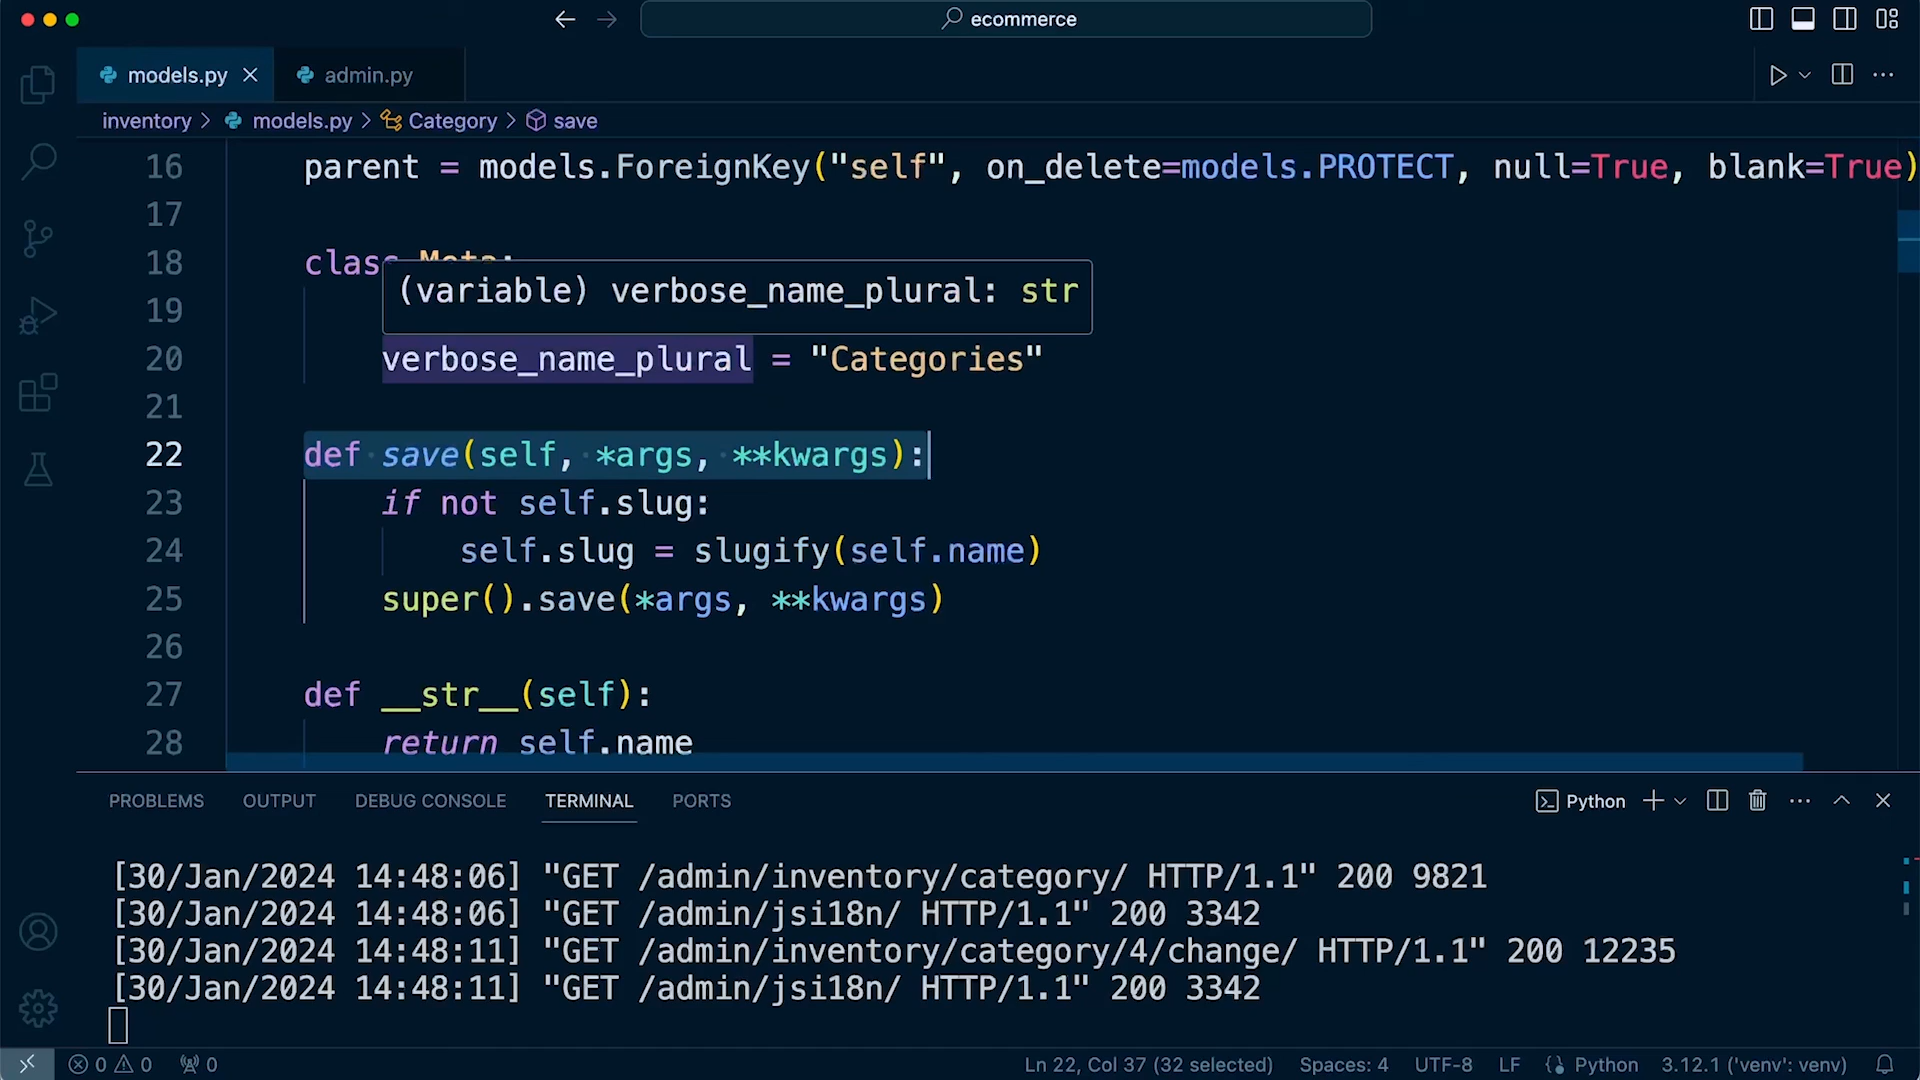 ecommerce
models.py
admin.py
inventory > models.py > Category > save
16 parent = models.ForeignKey("self", on_delete=models.PROTECT, null=True, blank=True)
17
18 class Meta:
(variable) verbose_name_plural: str
19
20 verbose_name_plural = "Categories"
21
22 def save(self, *args, **kwargs):
23 if not self.slug:
24 self.slug = slugify(self.name)
25 super().save(*args, **kwargs)
26
27 def __str__(self):
28 return self.name
PROBLEMS OUTPUT DEBUG CONSOLE TERMINAL PORTS Python
[30/Jan/2024 14:48:06] "GET /admin/inventory/category/ HTTP/1.1" 200 9821
[30/Jan/2024 14:48:06] "GET /admin/jsi18n/ HTTP/1.1" 200 3342
[30/Jan/2024 14:48:11] "GET /admin/inventory/category/4/change/ HTTP/1.1" 200 12235
[30/Jan/2024 14:48:11] "GET /admin/jsi18n/ HTTP/1.1" 200 3342
0 0 0 Ln 22, Col 37 (32 selected) Spaces: 4 UTF-8 LF Python 3.12.1 ('venv': venv)